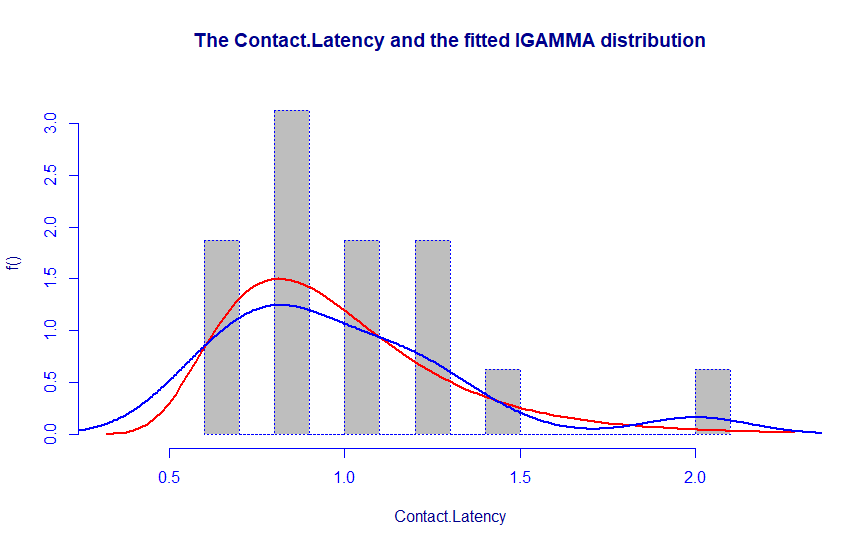 The Contact.Latency and the fitted IGAMMA distribution
f()
3.0
2.5
2.0
1.5
1.0
0.5
0.0
0.5 1.0 1.5 2.0
Contact.Latency